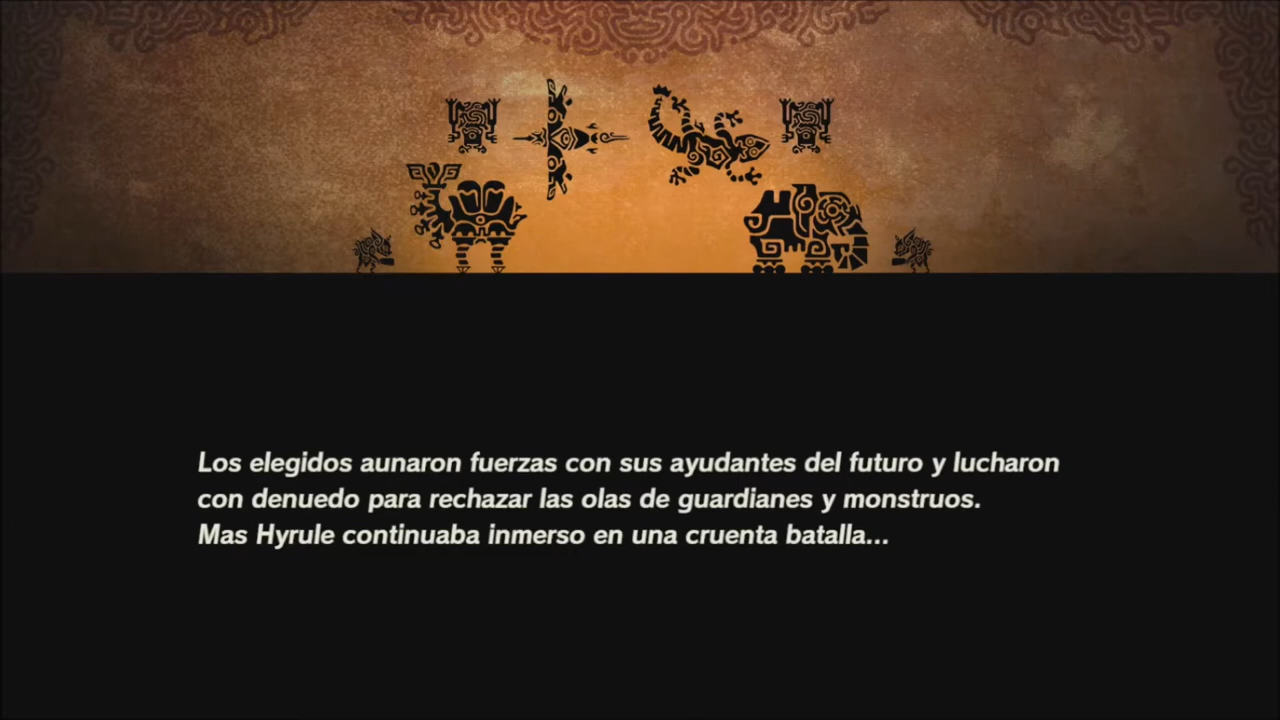 Los elegidos aunaron fuerzas con sus ayudantes del futuro y lucharon
con denuedo para rechazar las olas de guardianes y monstruos.
Mas Hyrule continuaba inmerso en una cruenta batalla...